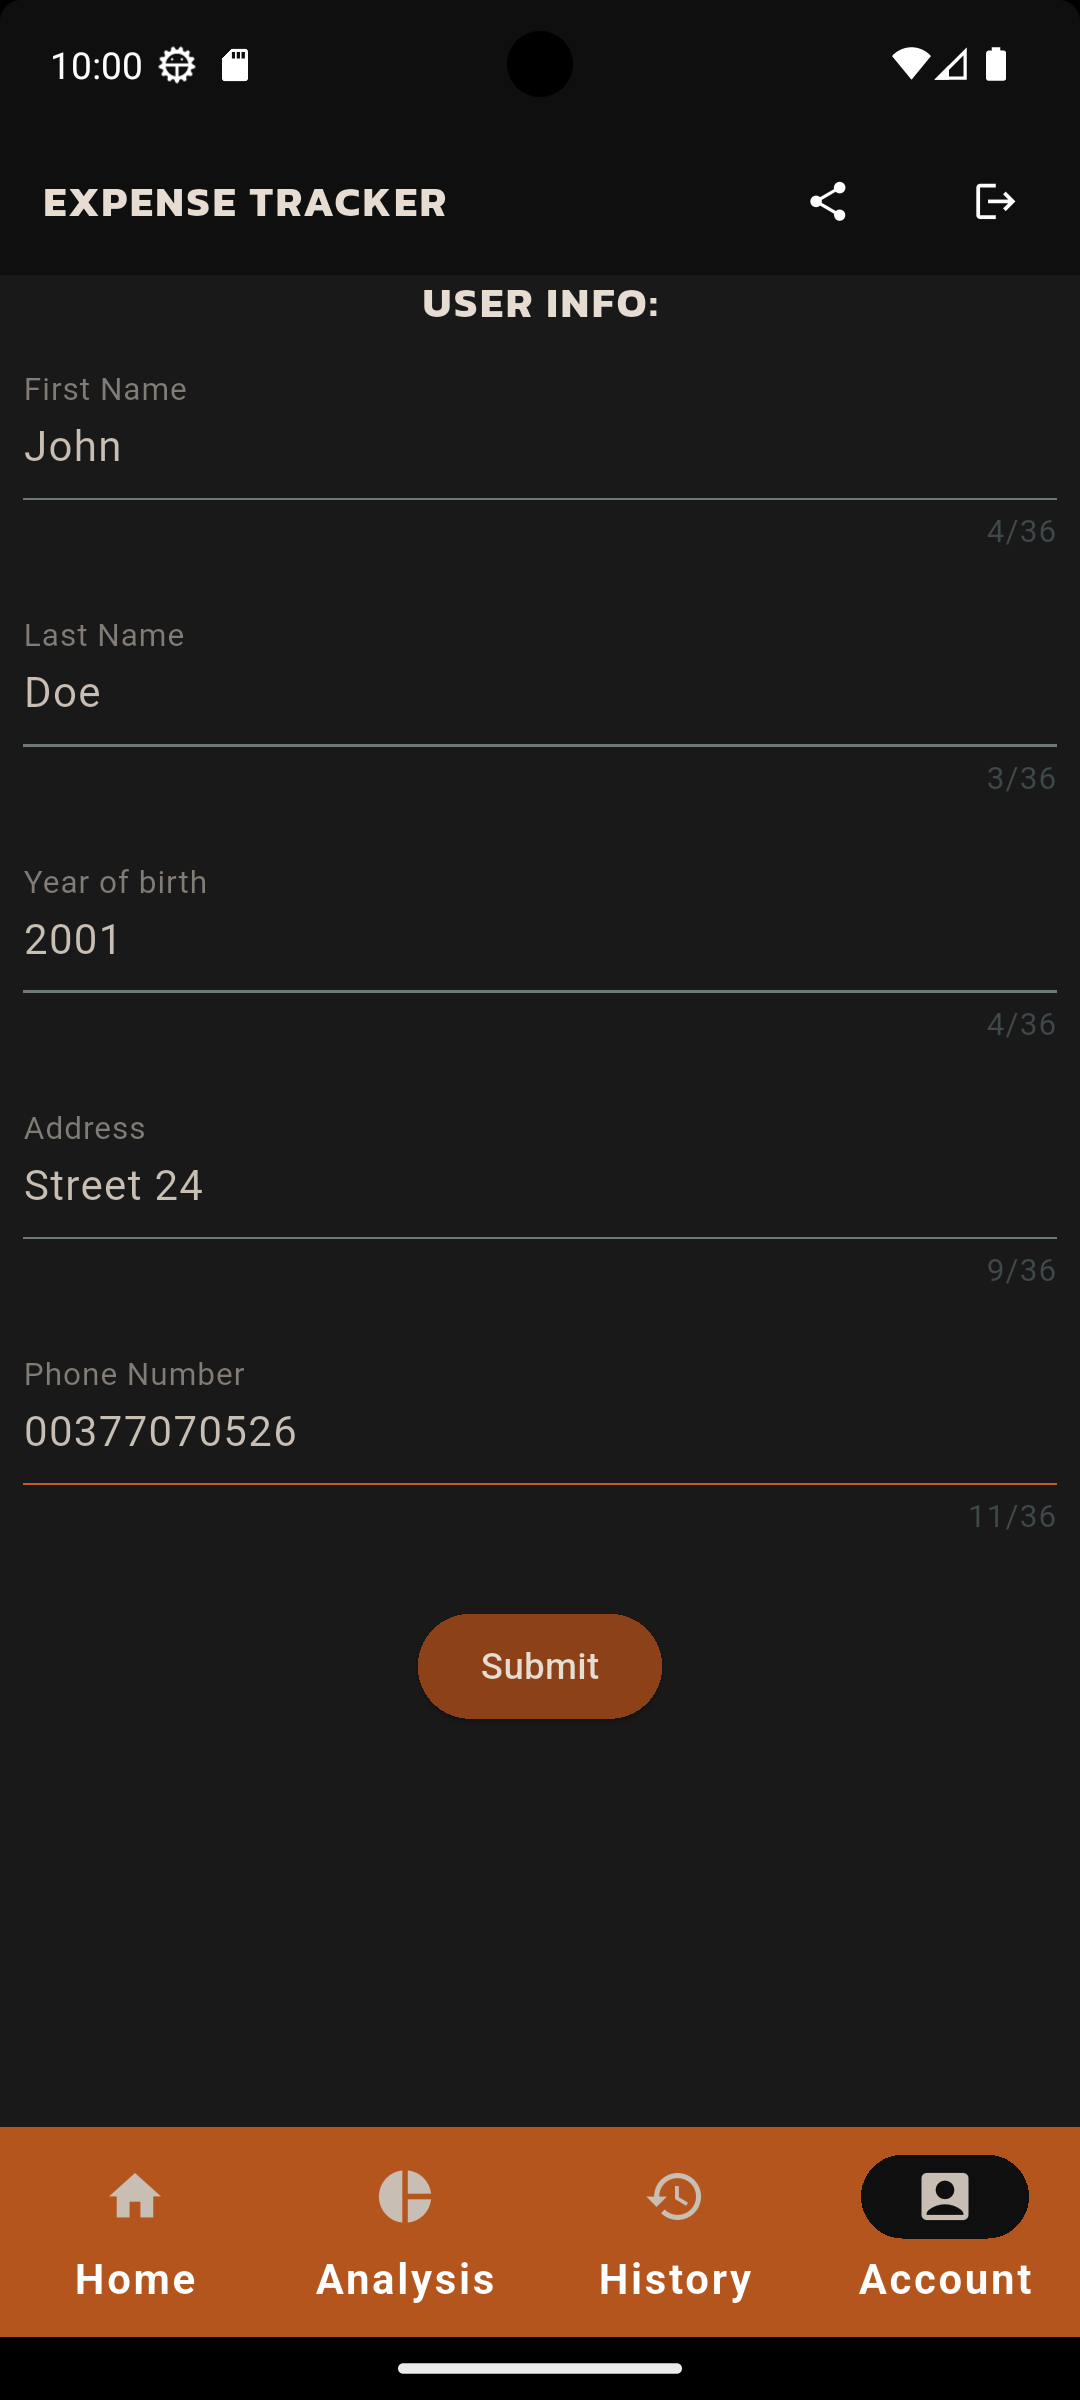 10:00
EXPENSE TRACKER
USER INFO:
First Name
John
4/36
Last Name
Doe
3/36
Year of birth
2001
4/36
Address
Street 24
9/36
Phone Number
00377070526
11/36
Submit
Home Analysis History Account